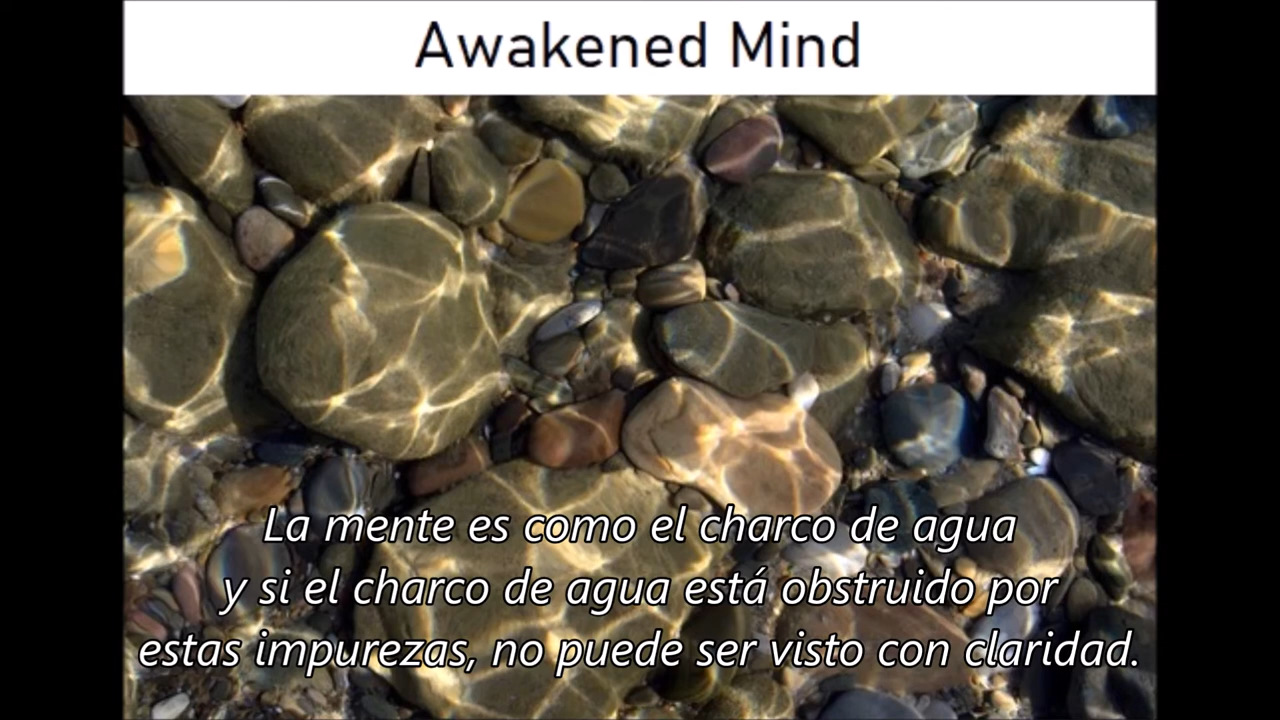 Awakened Mind
La mente es como el charco de agua
y si el charco de agua está obstruido por
estas impurezas, no puede ser visto con claridad.